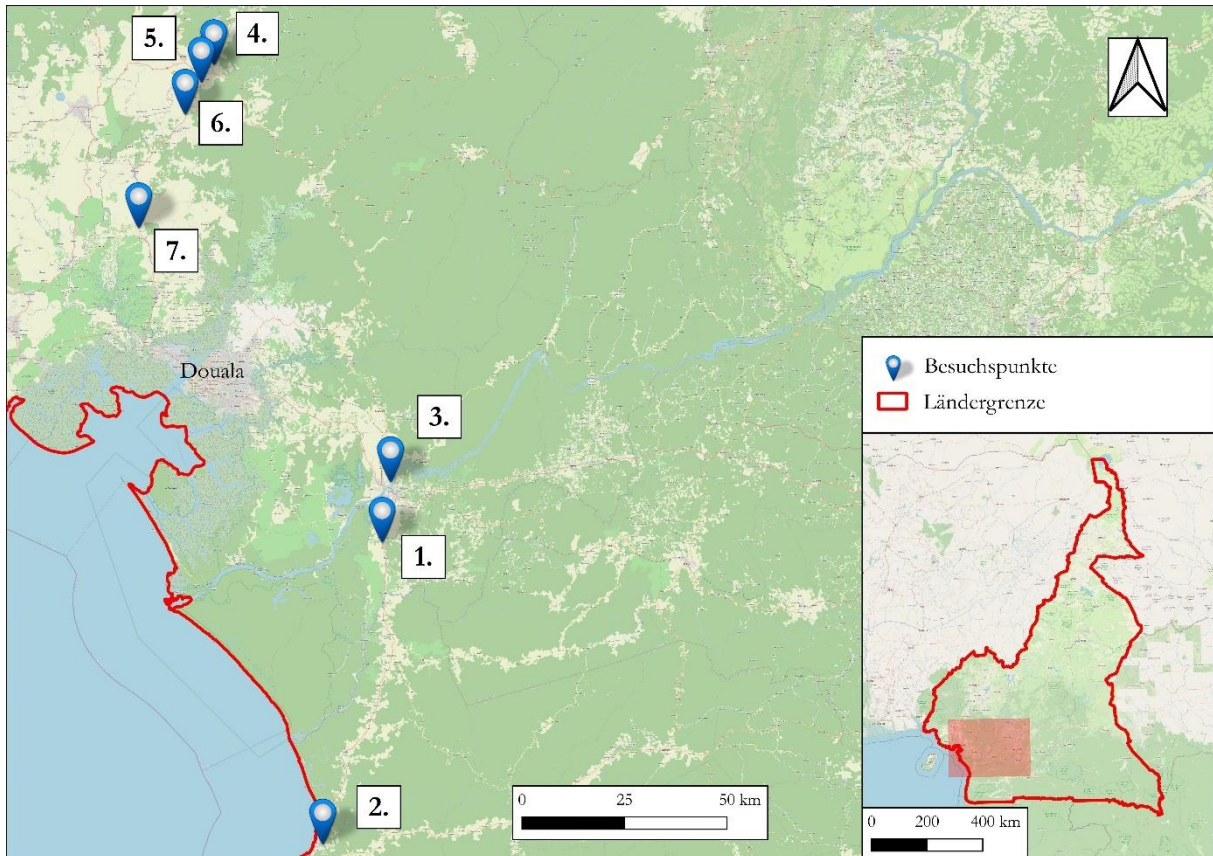 5.
4.
6.
7.
Douala
Besuchspunkte
Ländergrenze
3.
1.
2.
0 25 50 km
0 200 400 km